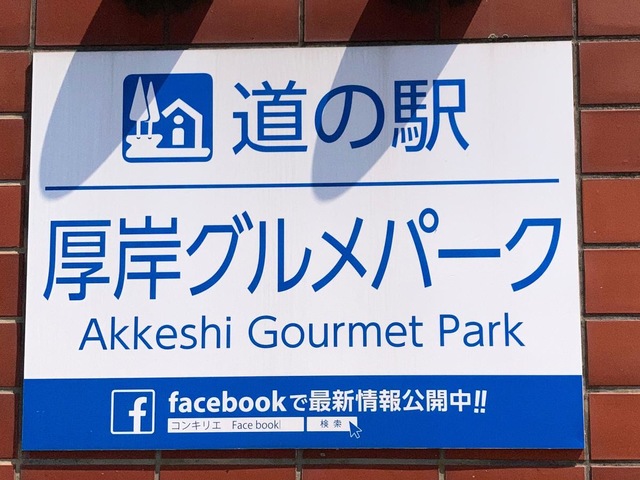 道の駅
厚岸グルメパーク
Akkeshi Gourmet Park
f facebookで最新情報公開中!!
コンキリエ Face book 検索